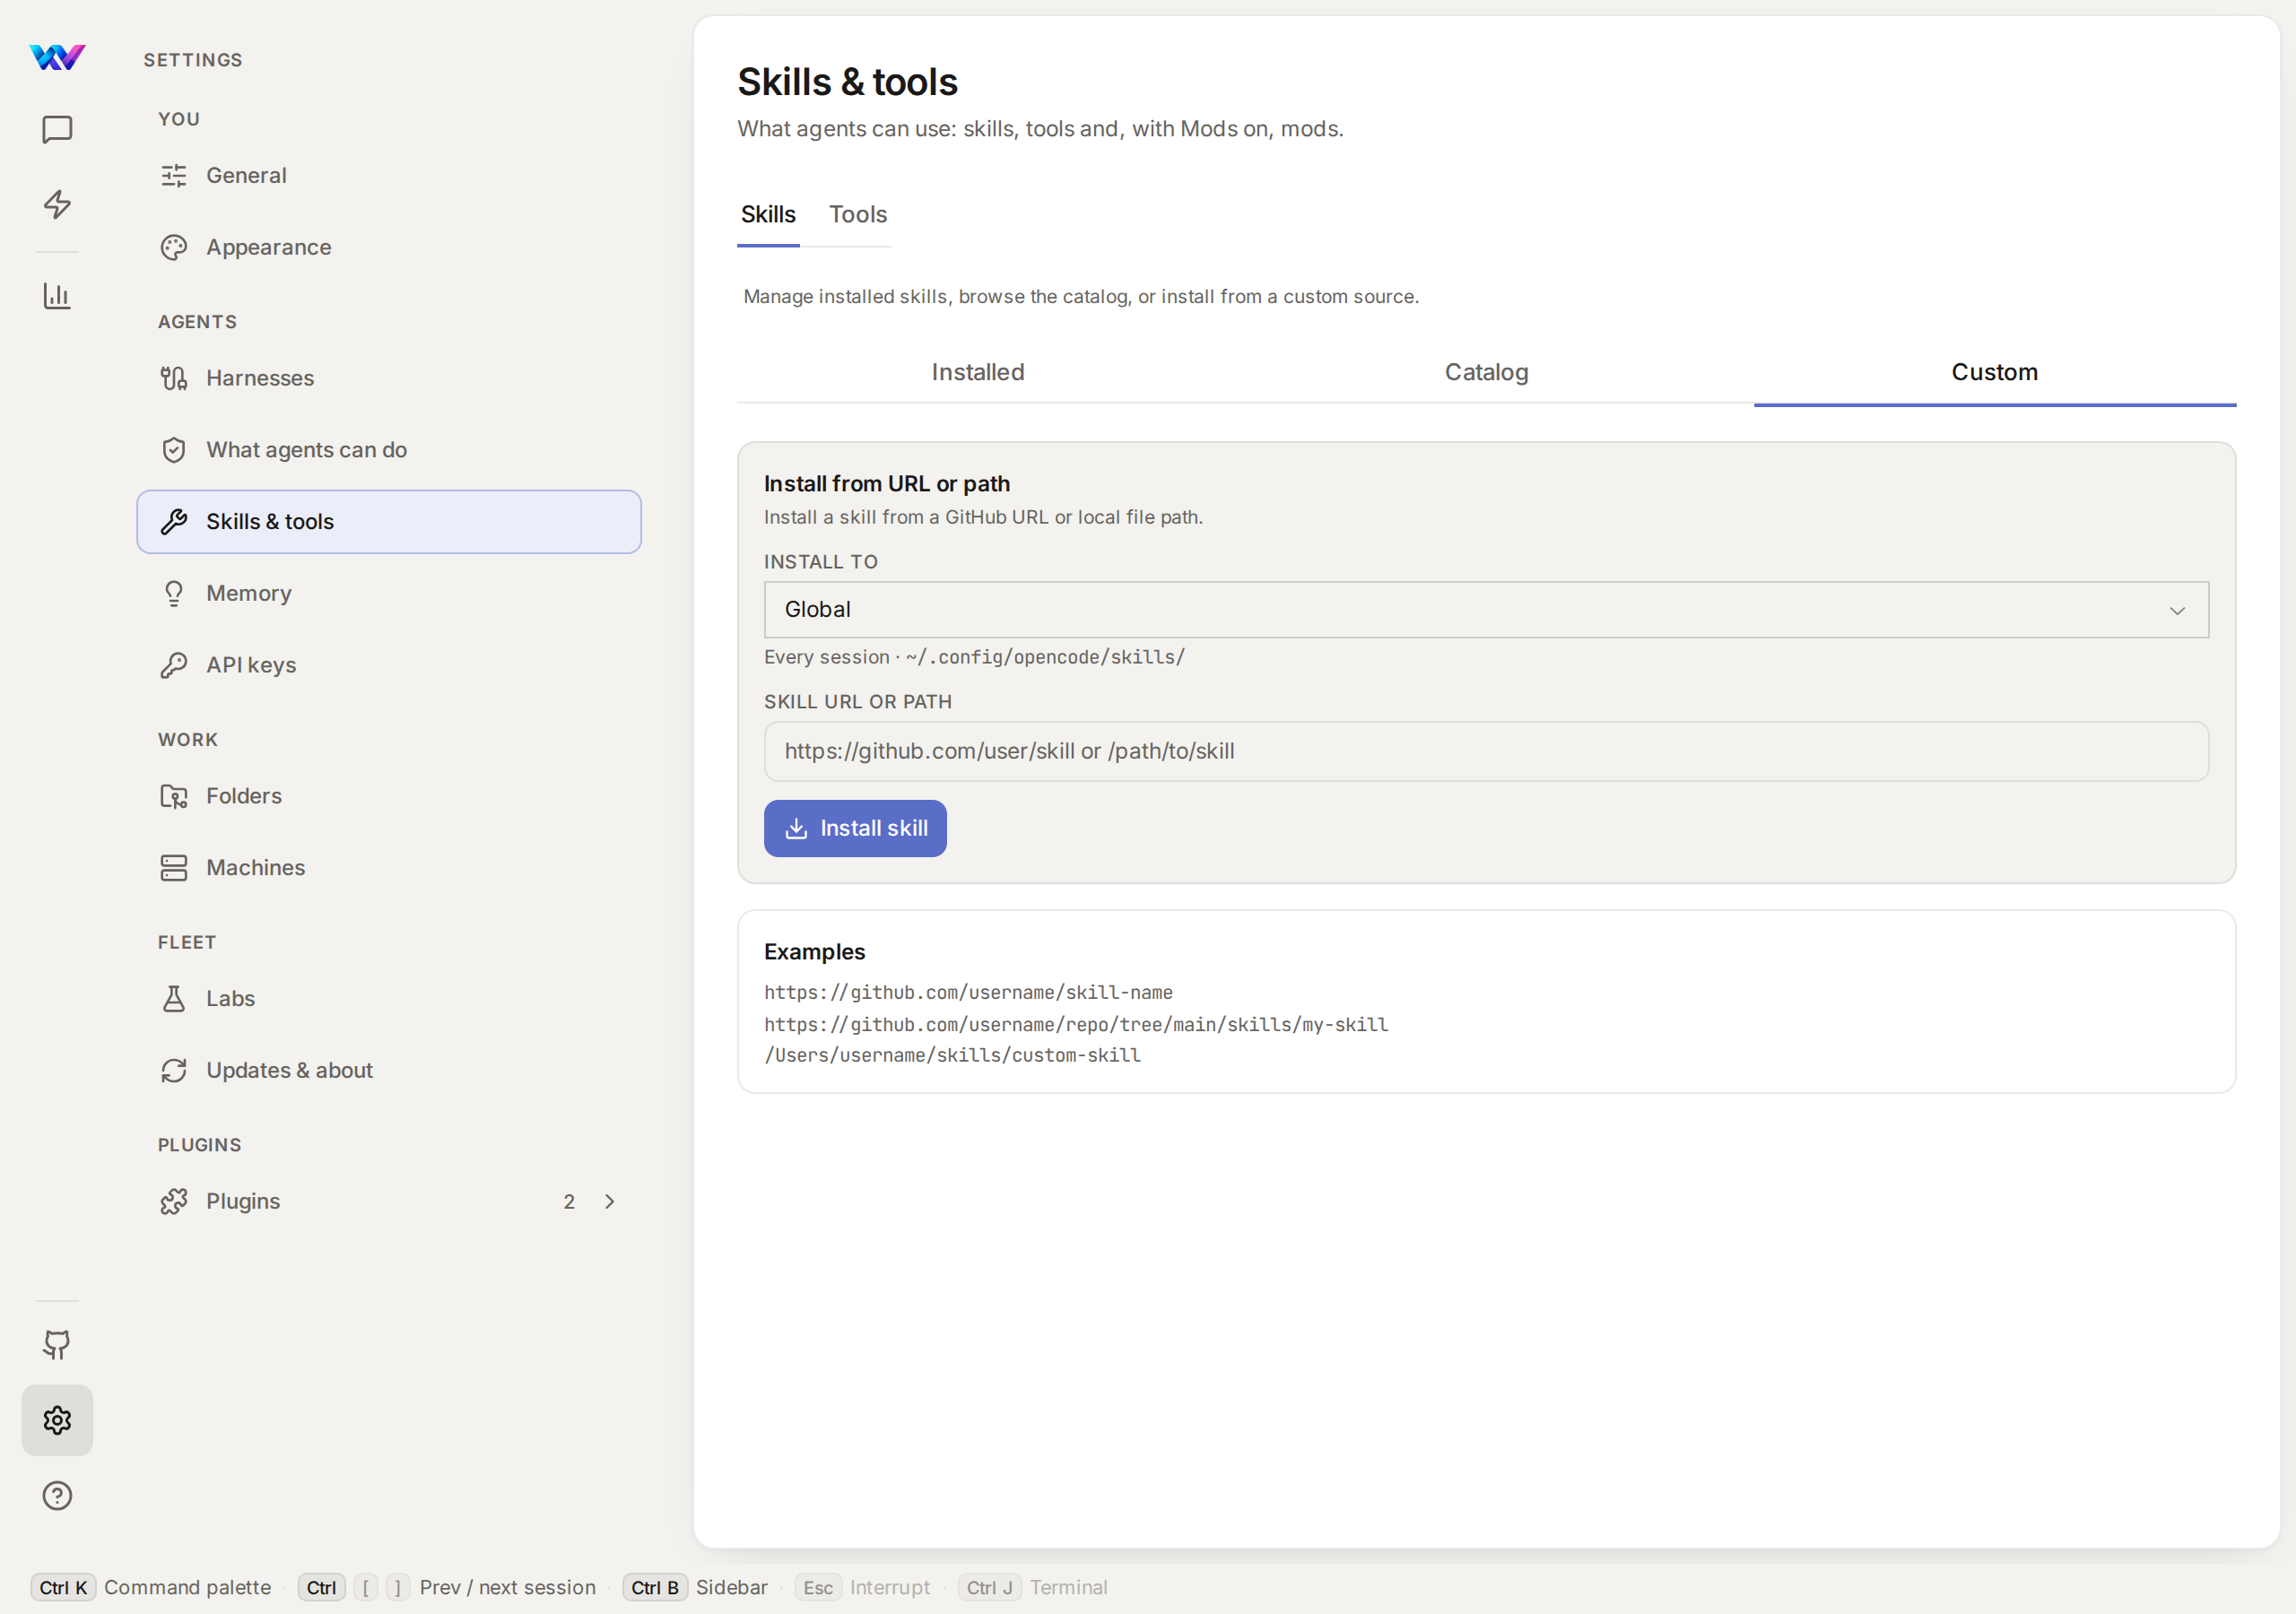 SETTINGS
YOU
General
Appearance
AGENTS
Harnesses
What agents can do
Skills & tools
Memory
API keys
WORK
Folders
Machines
FLEET
Labs
Updates & about
PLUGINS
Plugins 2
Skills & tools
What agents can use: skills, tools and, with Mods on, mods.
Skills Tools
Manage installed skills, browse the catalog, or install from a custom source.
Installed Catalog Custom
Install from URL or path
Install a skill from a GitHub URL or local file path.
INSTALL TO
Global
Every session · ~/.config/opencode/skills/
SKILL URL OR PATH
https://github.com/user/skill or /path/to/skill
Install skill
Examples
https://github.com/username/skill-name
https://github.com/username/repo/tree/main/skills/my-skill
/Users/username/skills/custom-skill
Ctrl K Command palette · Ctrl [ ] Prev / next session · Ctrl B Sidebar · Esc Interrupt · Ctrl J Terminal